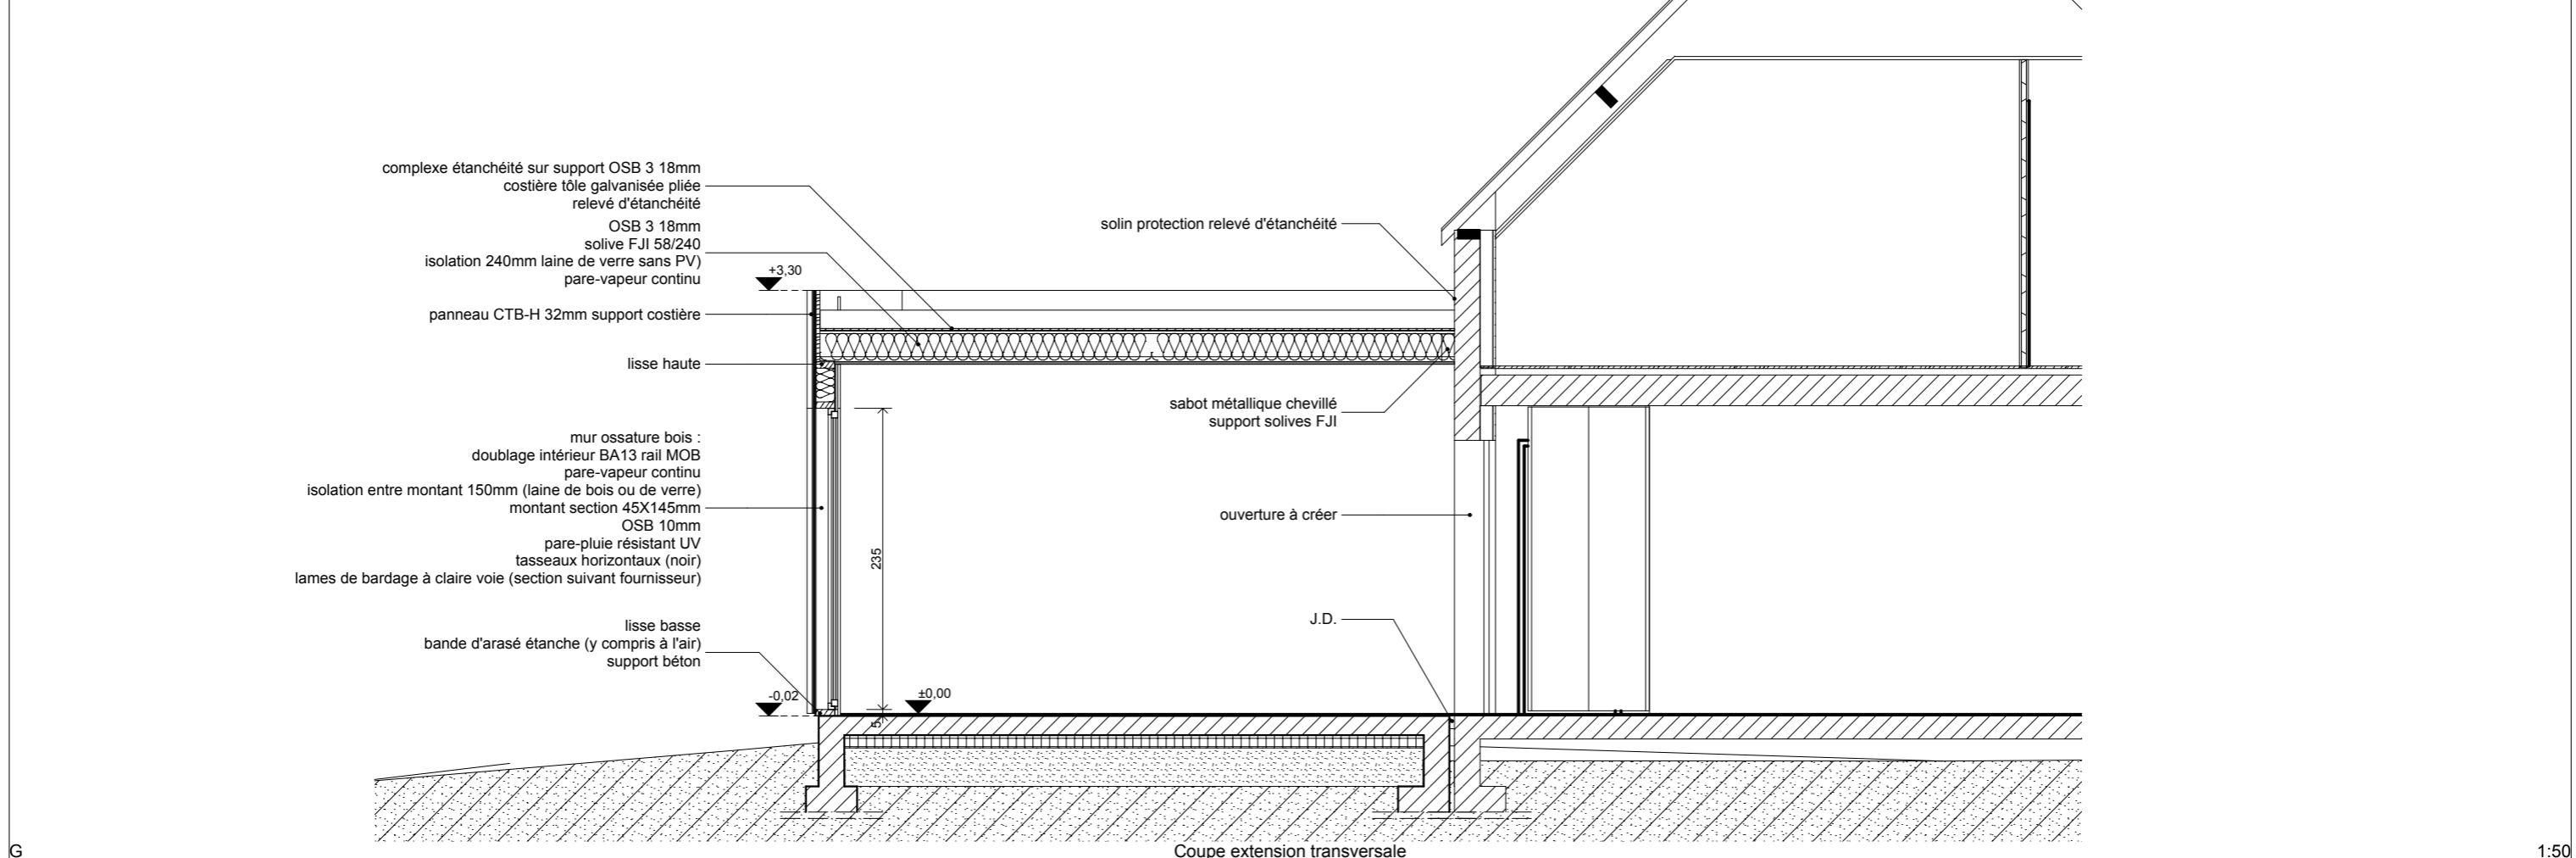 complexe étanchéité sur support OSB 3 18mm
costière tôle galvanisée pliée
relevé d'étanchéité
OSB 3 18mm
solive FJI 58/240
isolation 240mm laine de verre sans PV)
pare-vapeur continu
+3,30
panneau CTB-H 32mm support costière
lisse haute
mur ossature bois :
doublage intérieur BA13 rail MOB
pare-vapeur continu
isolation entre montant 150mm (laine de bois ou de verre)
montant section 45X145mm
OSB 10mm
pare-pluie résistant UV
tasseaux horizontaux (noir)
lames de bardage à claire voie (section suivant fournisseur)
lisse basse
bande d'arasé étanche (y compris à l'air)
support béton
-0,02
±0,00
235
5
solin protection relevé d'étanchéité
sabot métallique chevillé
support solives FJI
ouverture à créer
J.D.
G
Coupe extension transversale
1:50